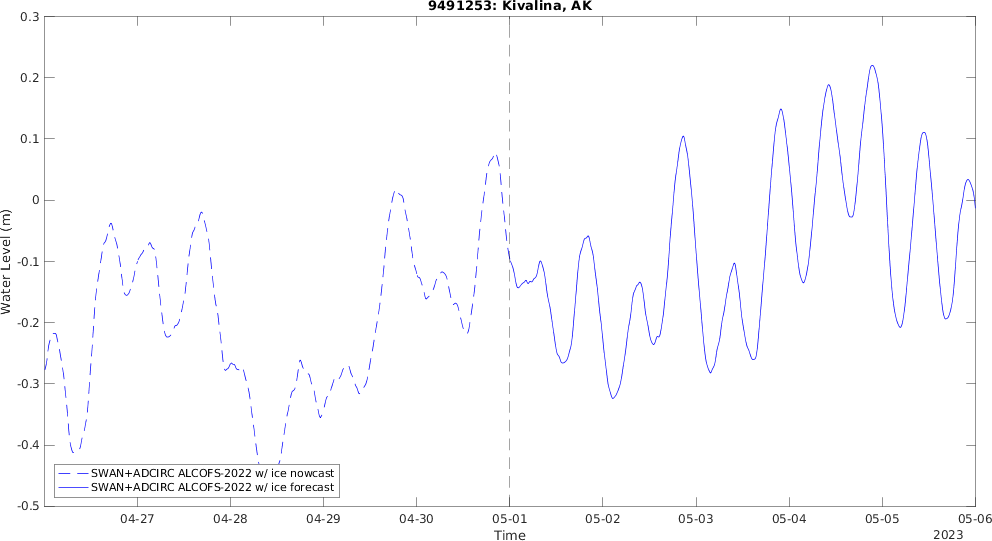 9491253: Kivalina, AK
0.3
0.2
0.1
0
-0.1
-0.2
-0.3
-0.4
-0.5
Water Level (m)
SWAN+ADCIRC ALCOFS-2022 w/ ice nowcast
SWAN+ADCIRC ALCOFS-2022 w/ ice forecast
04-27 04-28 04-29 04-30 05-01 05-02 05-03 05-04 05-05 05-06
Time
2023